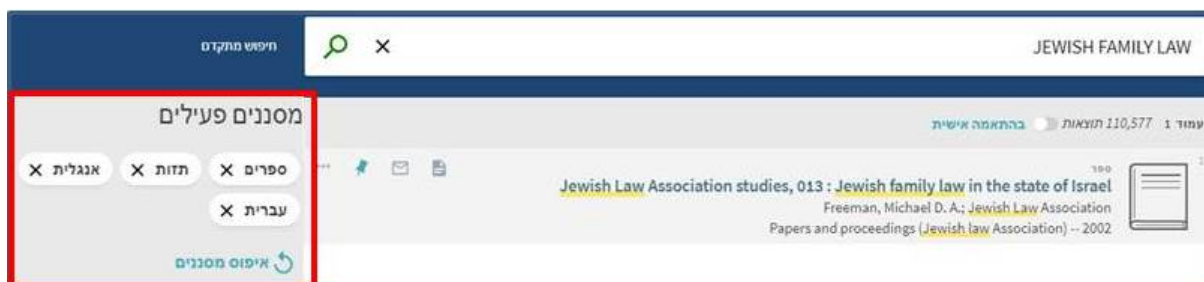 JEWISH FAMILY LAW
חיפוש מתקדם
עמוד 1 110,577 תוצאות בהתאמה אישית
1
ספר
Jewish Law Association studies, 013 : Jewish family law in the state of Israel
Freeman, Michael D. A.; Jewish Law Association
Papers and proceedings (Jewish law Association) -- 2002
מסננים פעילים
ספרים X תזות X אנגלית X
עברית X
איפוס מסננים